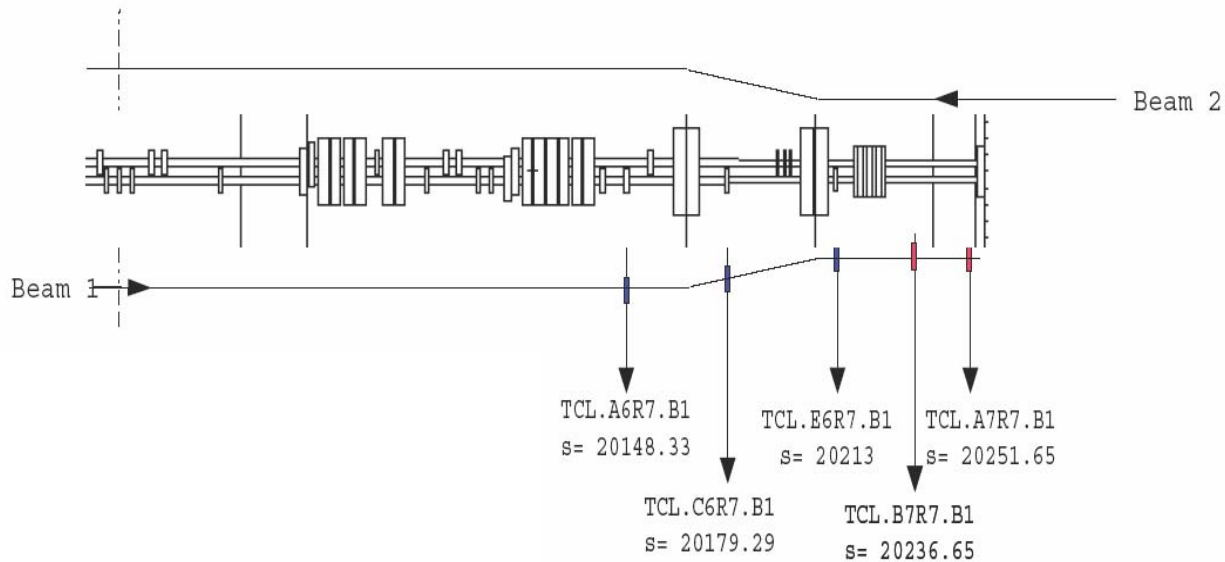 Beam 2
Beam 1
TCL.A6R7.B1
s= 20148.33
TCL.E6R7.B1
s= 20213
TCL.A7R7.B1
s= 20251.65
TCL.C6R7.B1
s= 20179.29
TCL.B7R7.B1
s= 20236.65